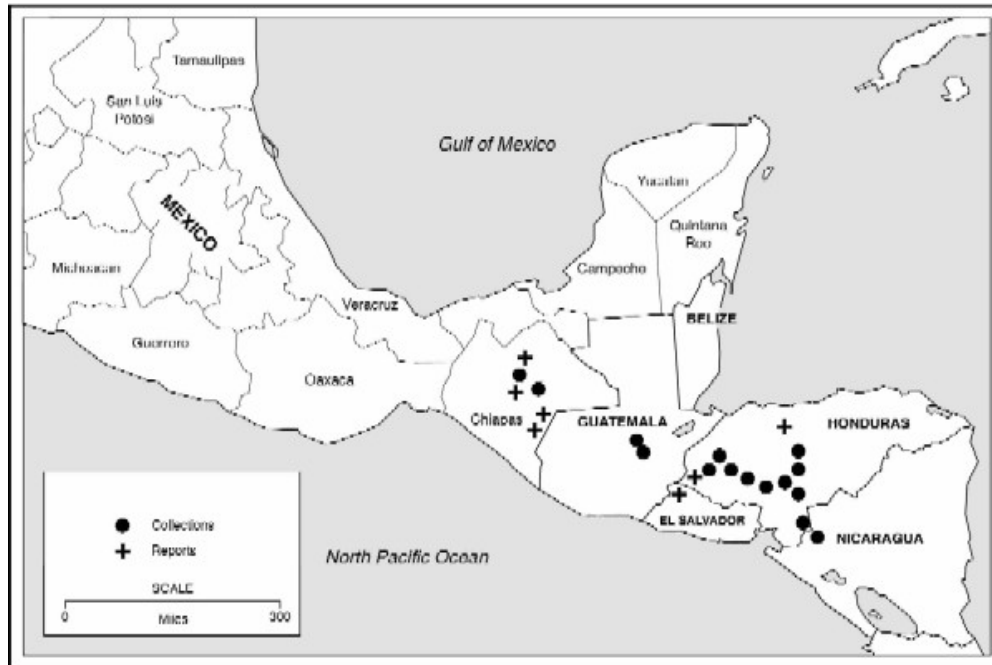 Tamaulipas
San Luis
Potosi
Gulf of Mexico
Yucatan
MEXICO
Quintana
Roo
Michoacan
Campeche
Veracruz
BELIZE
Guerrero
Oaxaca
Chiapas
GUATEMALA
HONDURAS
EL SALVADOR
NICARAGUA
North Pacific Ocean
Collections
Reports
SCALE
0 300
Miles